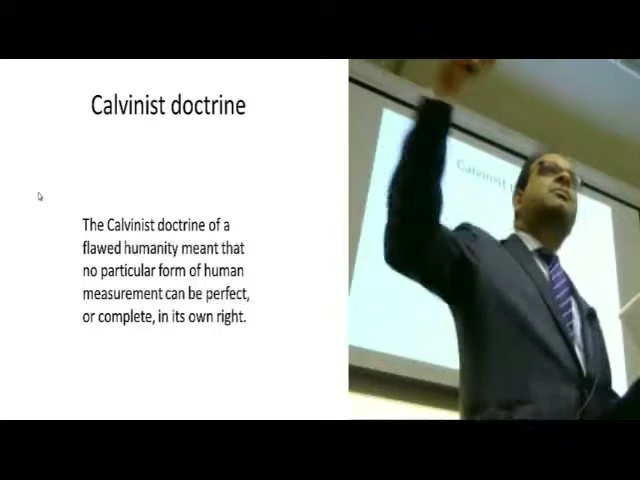 Calvinist doctrine
The Calvinist doctrine of a
flawed humanity meant that
no particular form of human
measurement can be perfect,
or complete, in its own right.
Calvinist